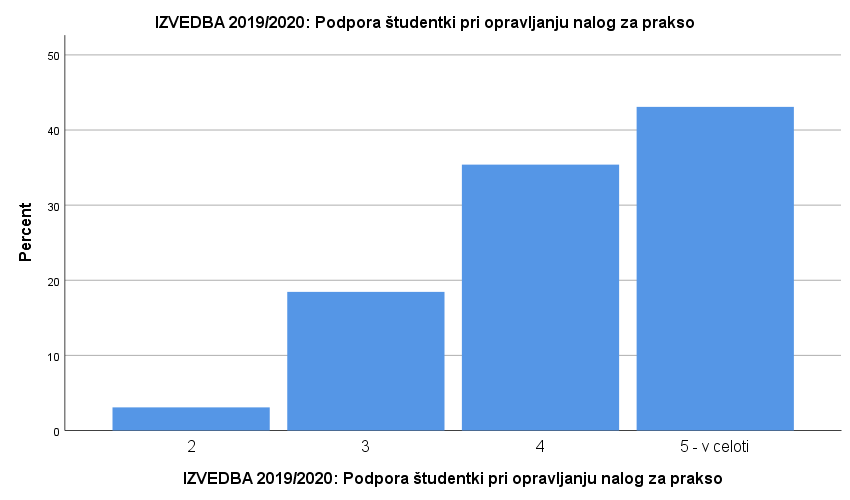 IZVEDBA 2019/2020: Podpora študentki pri opravljanju nalog za prakso
50
40
30
20
10
0
Percent
2
3
4
5 - v celoti
IZVEDBA 2019/2020: Podpora študentki pri opravljanju nalog za prakso